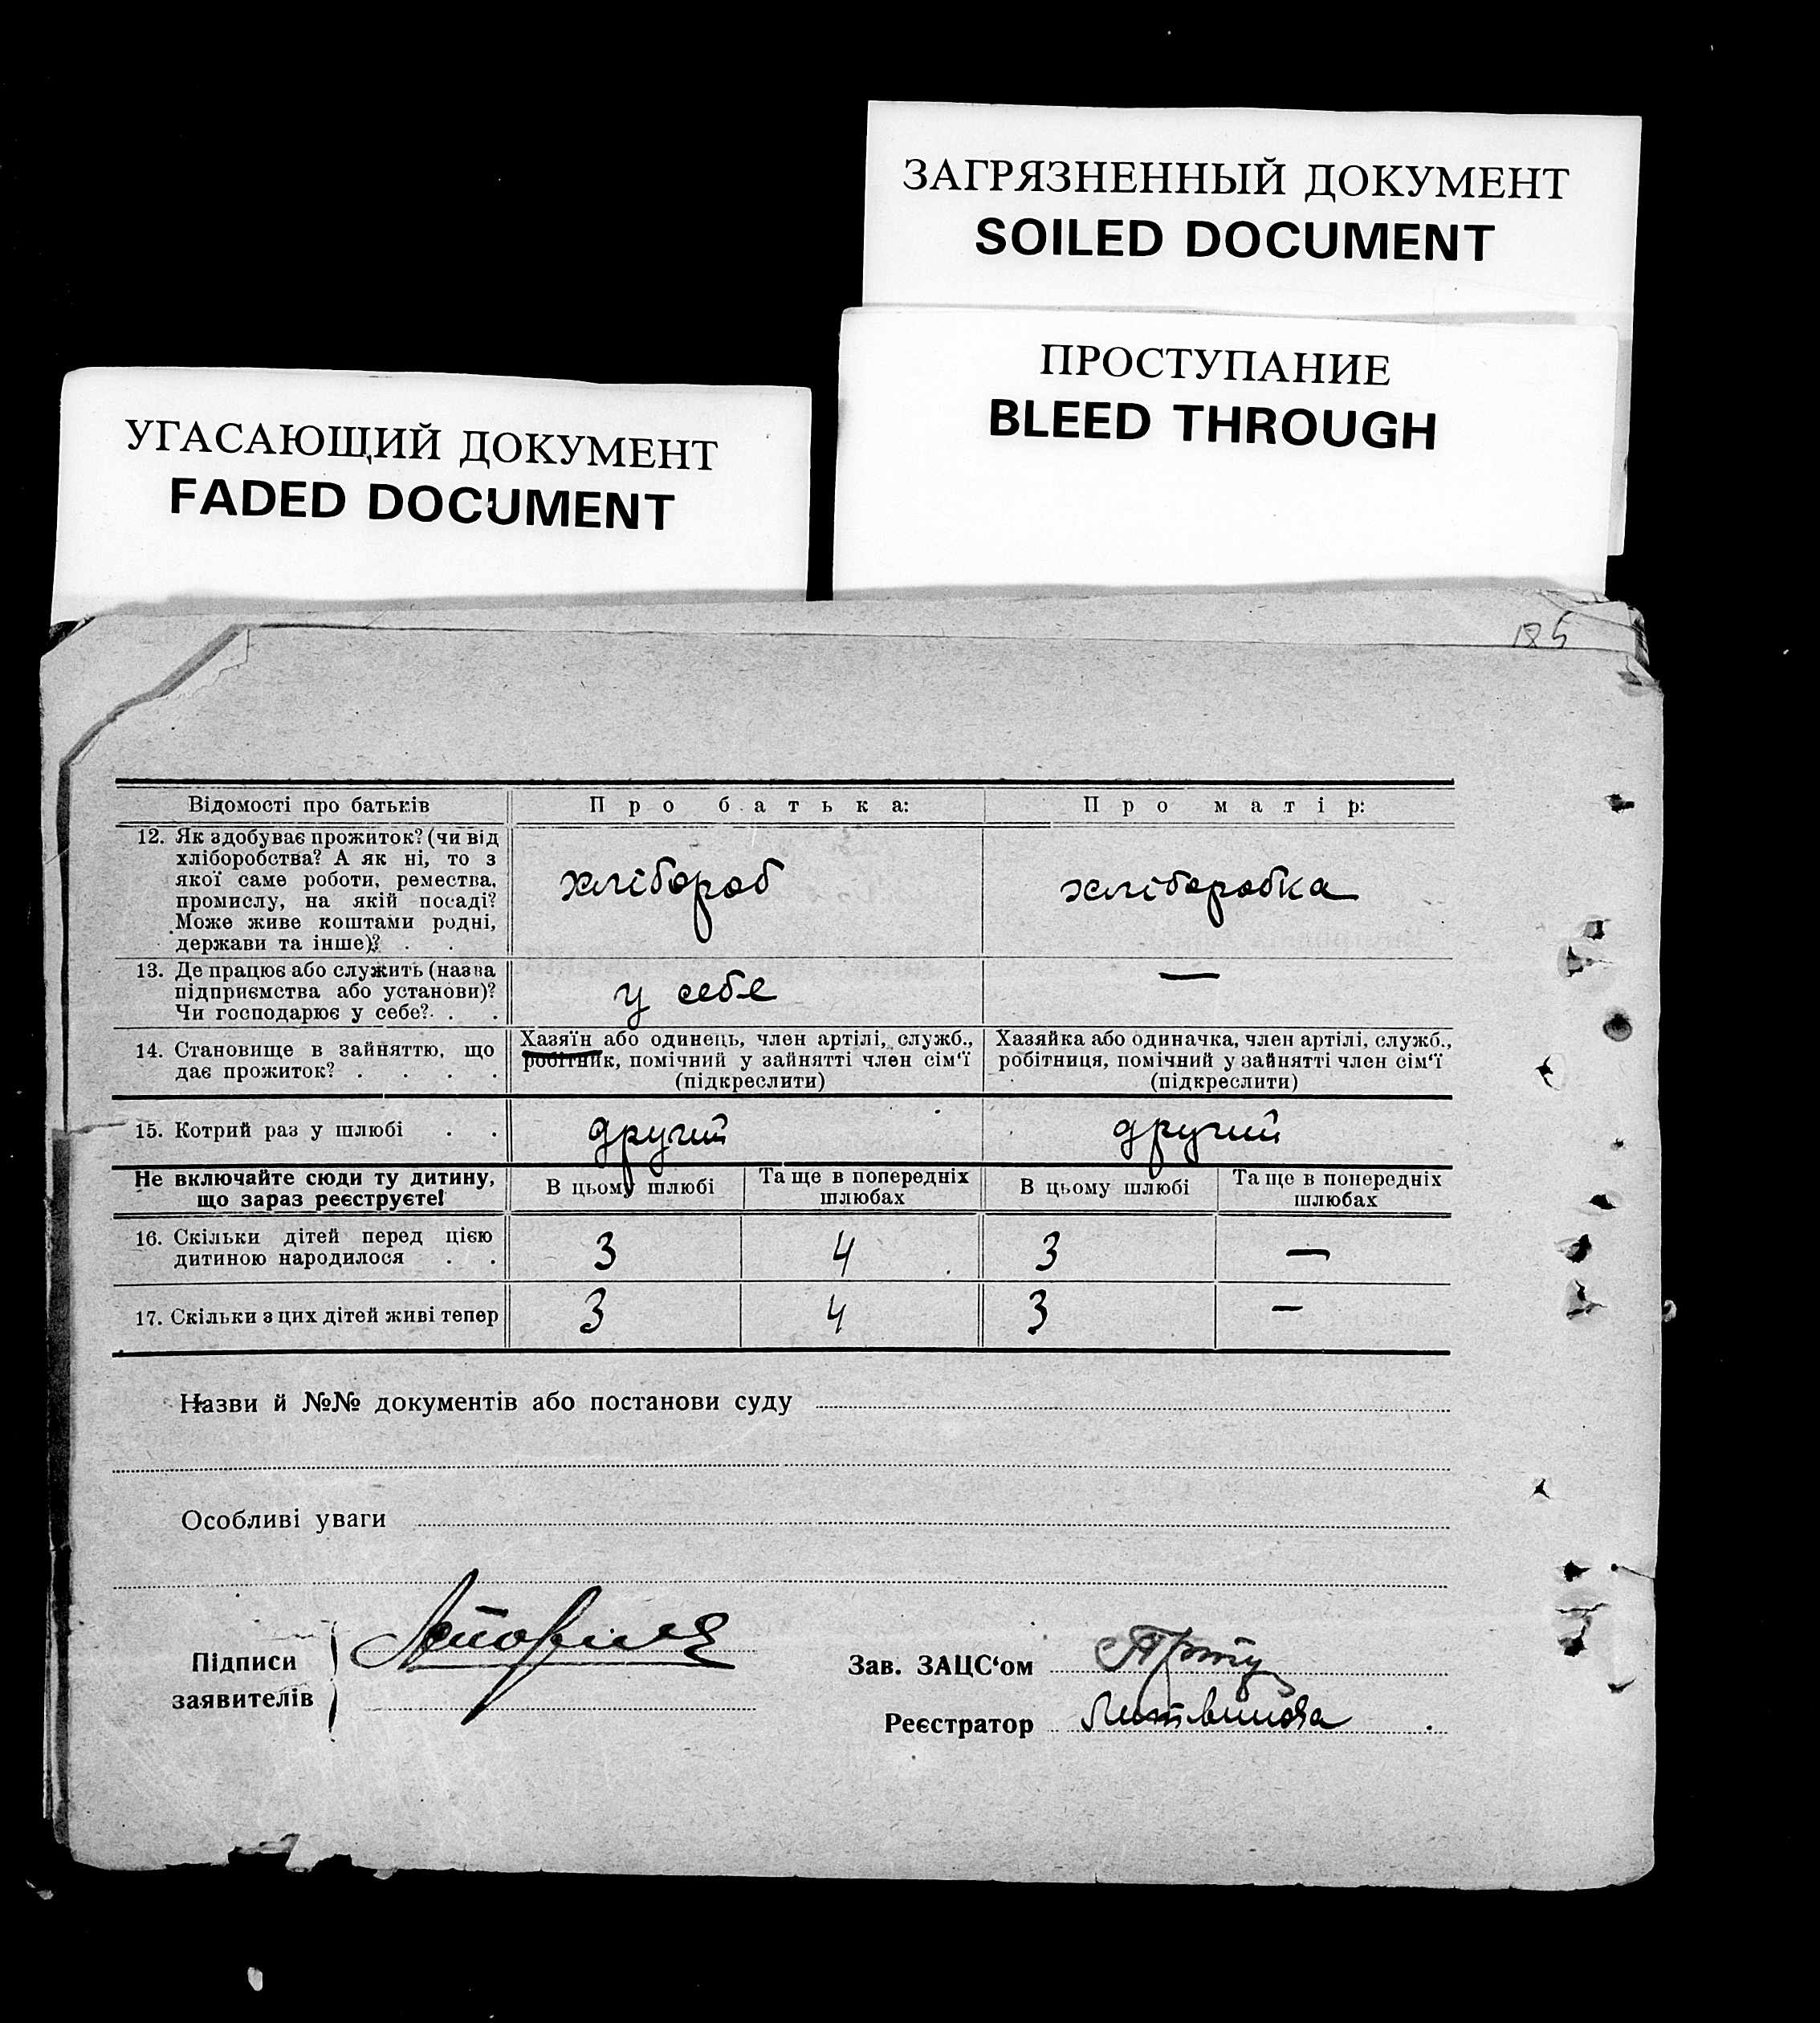 ЗАГРЯЗНЕННЫЙ ДОКУМЕНТ
SOILED DOCUMENT
ПРОСТУПАНИЕ
BLEED THROUGH
УГАСАЮЩИЙ ДОКУМЕНТ
FADED DOCUMENT
185
Відомості про батьків Про батька: Про матір:
12. Як здобуває прожиток? (чи від
хліборобства? А як ні, то з
якої саме роботи, ремества,
промислу, на якій посаді?
Може живе коштами родні,
держави та інше)? . .
хлібороб хліборобка
13. Де працює або служить (назва
підприємства або установи)?
Чи господарює у себе? . .
у себе —
14. Становище в зайняттю, що
дає прожиток? . . . .
Хазяїн або одинець, член артілі, служб.,
робітник, помічний у зайнятті член сім'ї
(підкреслити)
Хазяйка або одиначка, член артілі, служб.,
робітниця, помічний у зайнятті член сім'ї
(підкреслити)
15. Котрий раз у шлюбі . . другий другий
Не включайте сюди ту дитину,
що зараз реєструєте!
В цьому шлюбі Та ще в попередніх
шлюбах
В цьому шлюбі Та ще в попередніх
шлюбах
16. Скільки дітей перед цією
дитиною народилося . .
3 4 3 —
17. Скільки з цих дітей живі тепер 3 4 3 —
Назви й №№ документів або постанови суду
Особливі уваги
Підписи
заявителів
Зав. ЗАЦС'ом
Реєстратор Литвинова